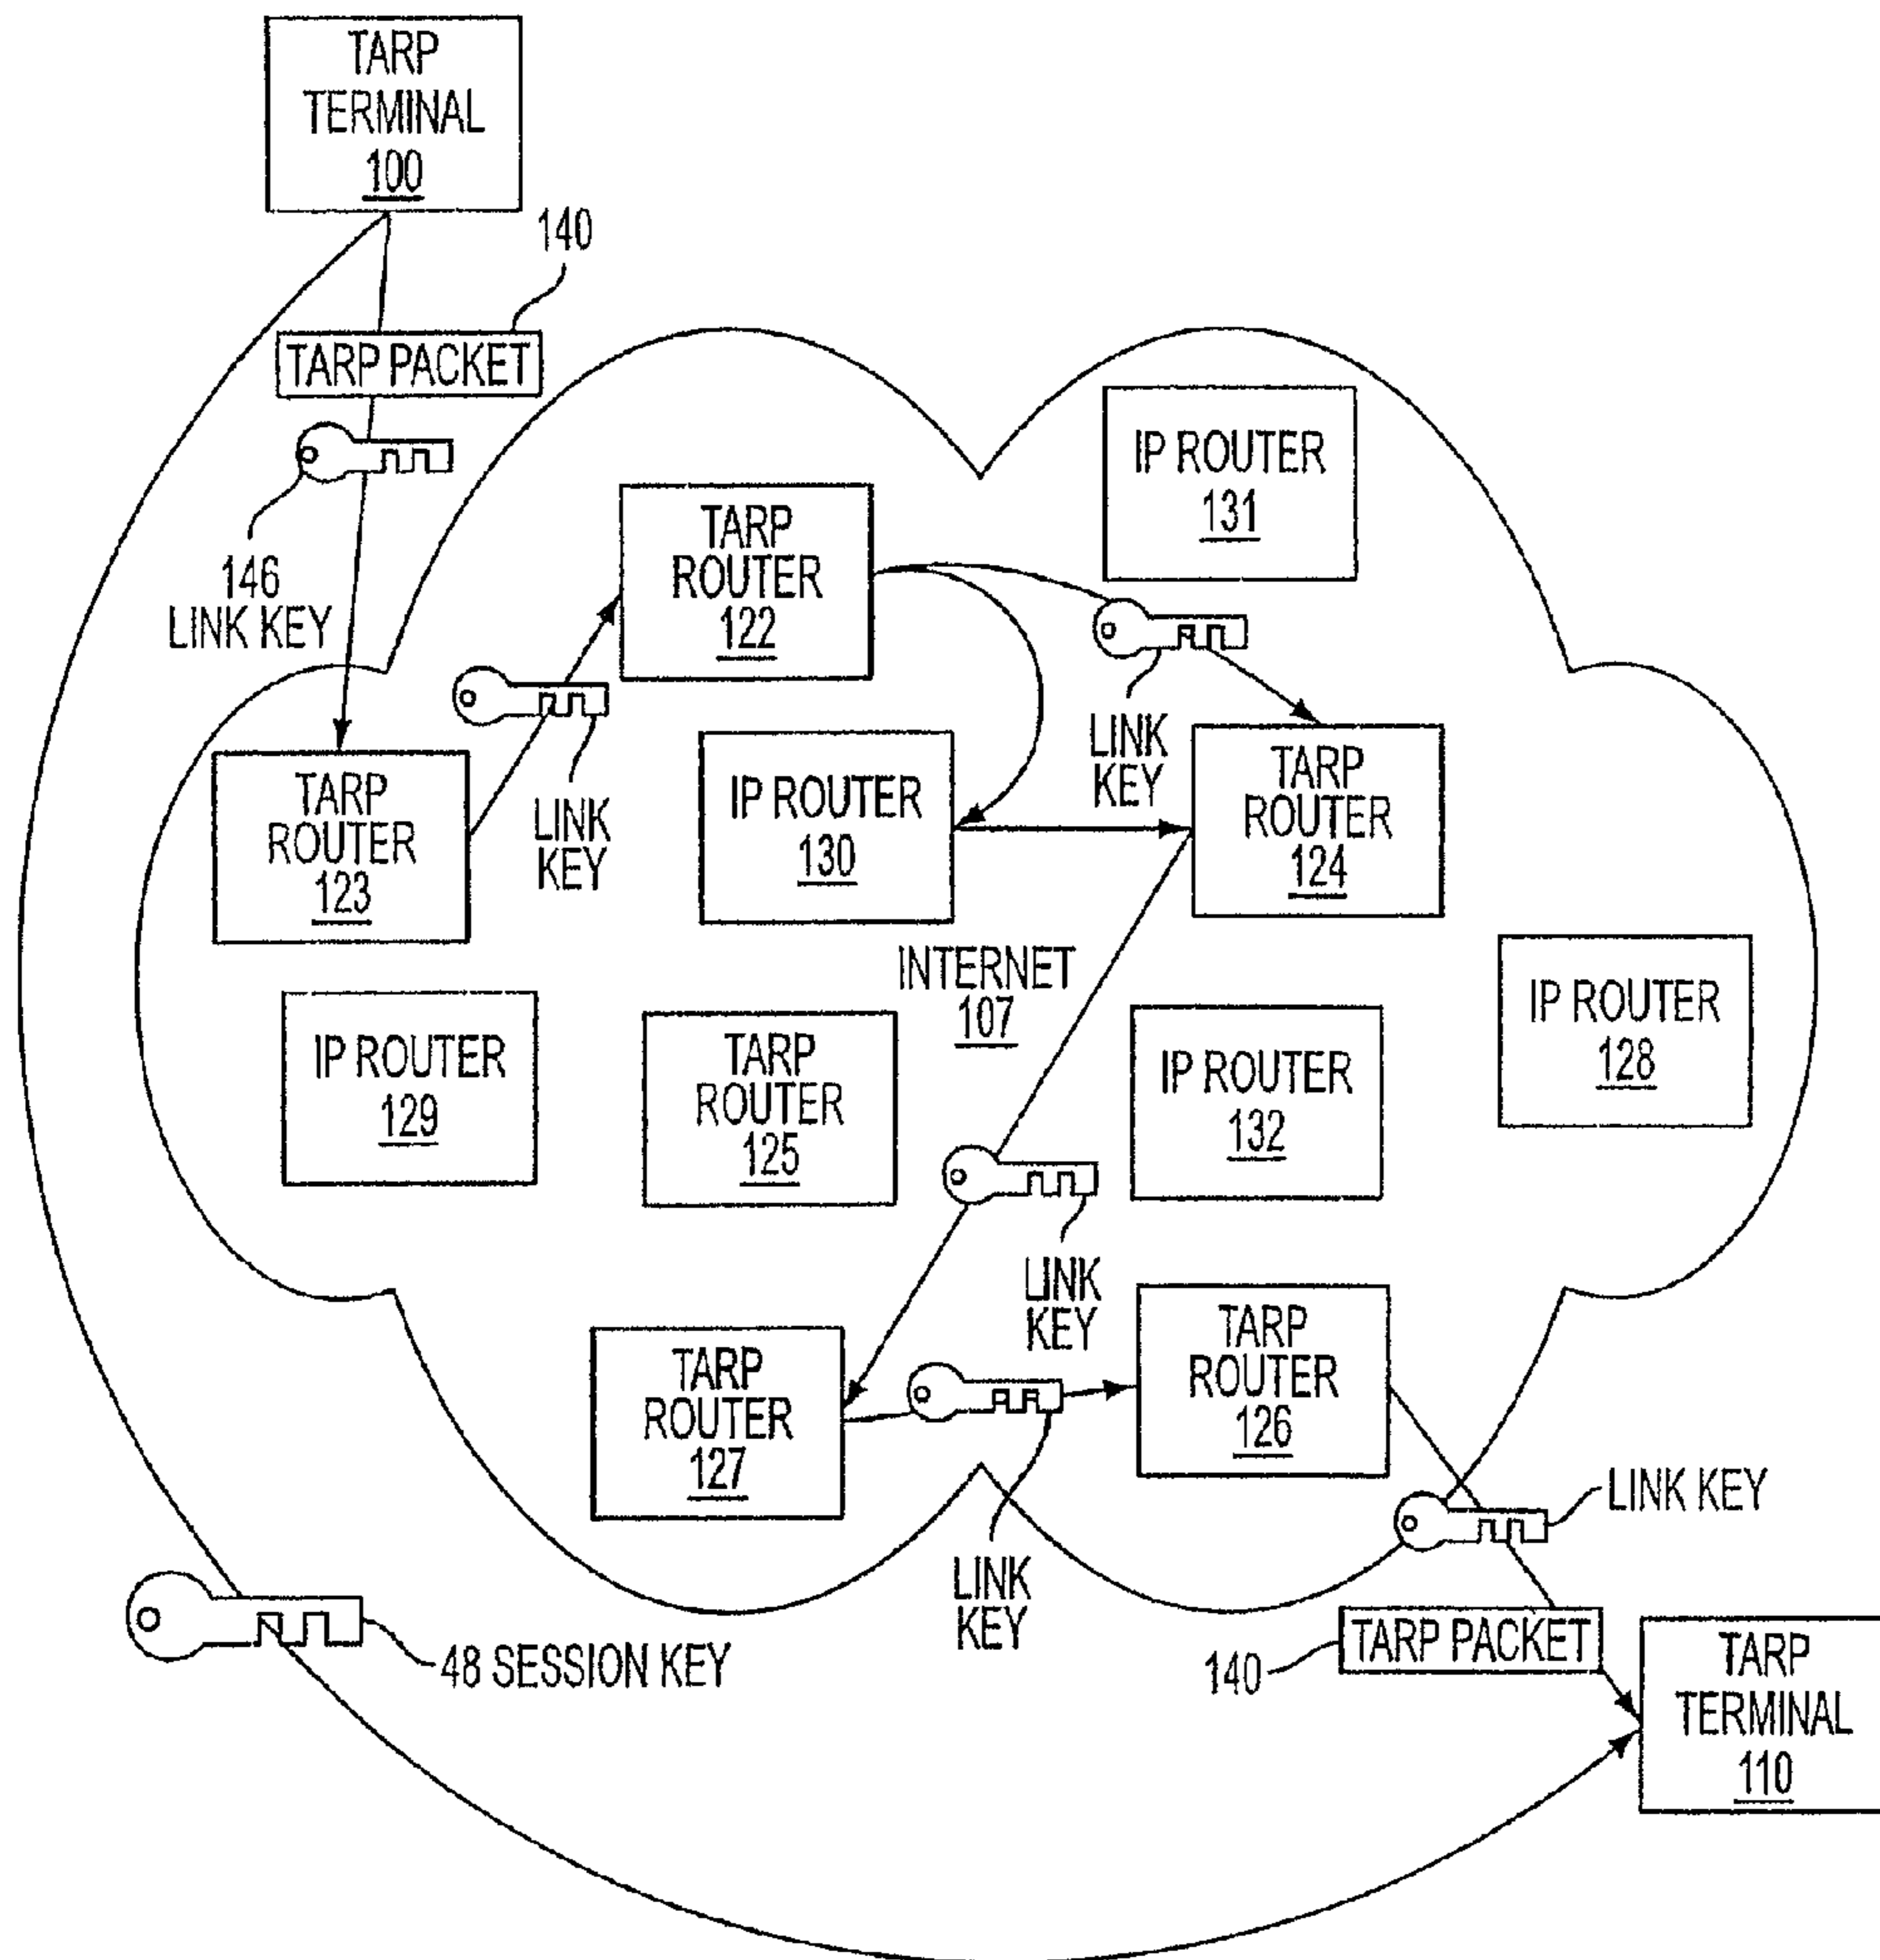 TARP
TERMINAL
100
140
TARP PACKET
146
LINK KEY
IP ROUTER
131
TARP
ROUTER
122
LINK
KEY
LINK
KEY
TARP
ROUTER
123
IP ROUTER
130
TARP
ROUTER
124
INTERNET
107
IP ROUTER
129
TARP
ROUTER
125
IP ROUTER
132
IP ROUTER
128
LINK
KEY
TARP
ROUTER
127
TARP
ROUTER
126
LINK KEY
LINK
KEY
48 SESSION KEY
140
TARP PACKET
TARP
TERMINAL
110